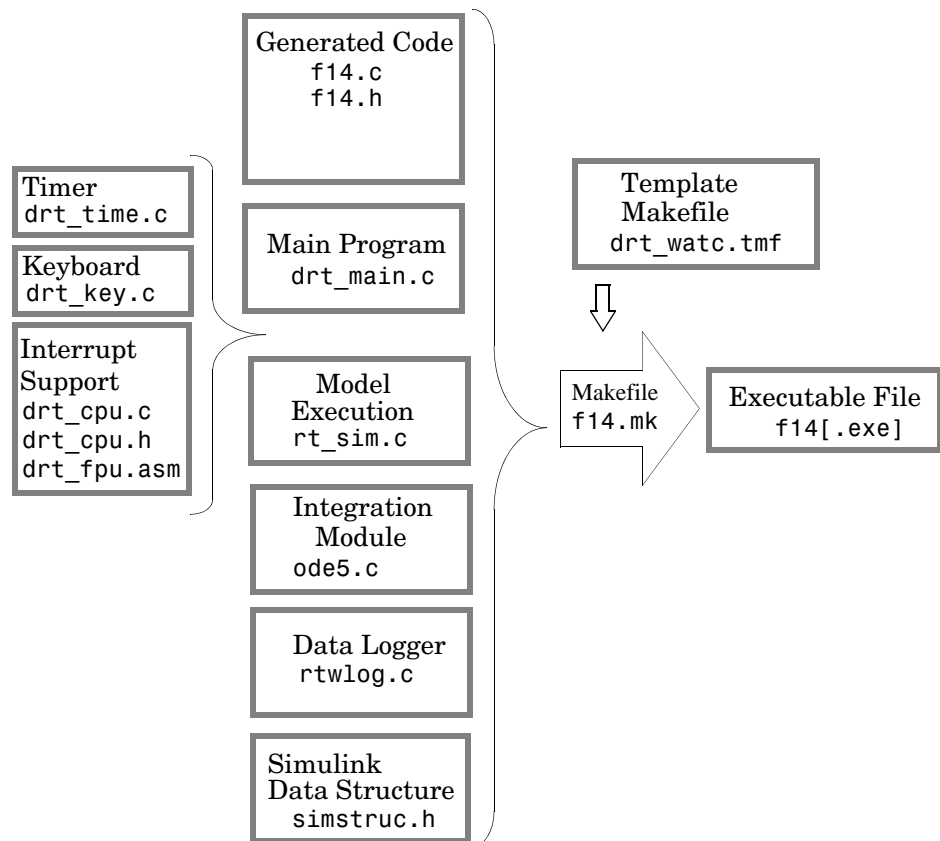 Generated Code
f14.c
f14.h
Timer
drt_time.c
Keyboard
drt_key.c
Interrupt
Support
drt_cpu.c
drt_cpu.h
drt_fpu.asm
Main Program
drt_main.c
Model
Execution
rt_sim.c
Integration
Module
ode5.c
Data Logger
rtwlog.c
Simulink
Data Structure
simstruc.h
Template
Makefile
drt_watc.tmf
Makefile
f14.mk
Executable File
f14[.exe]